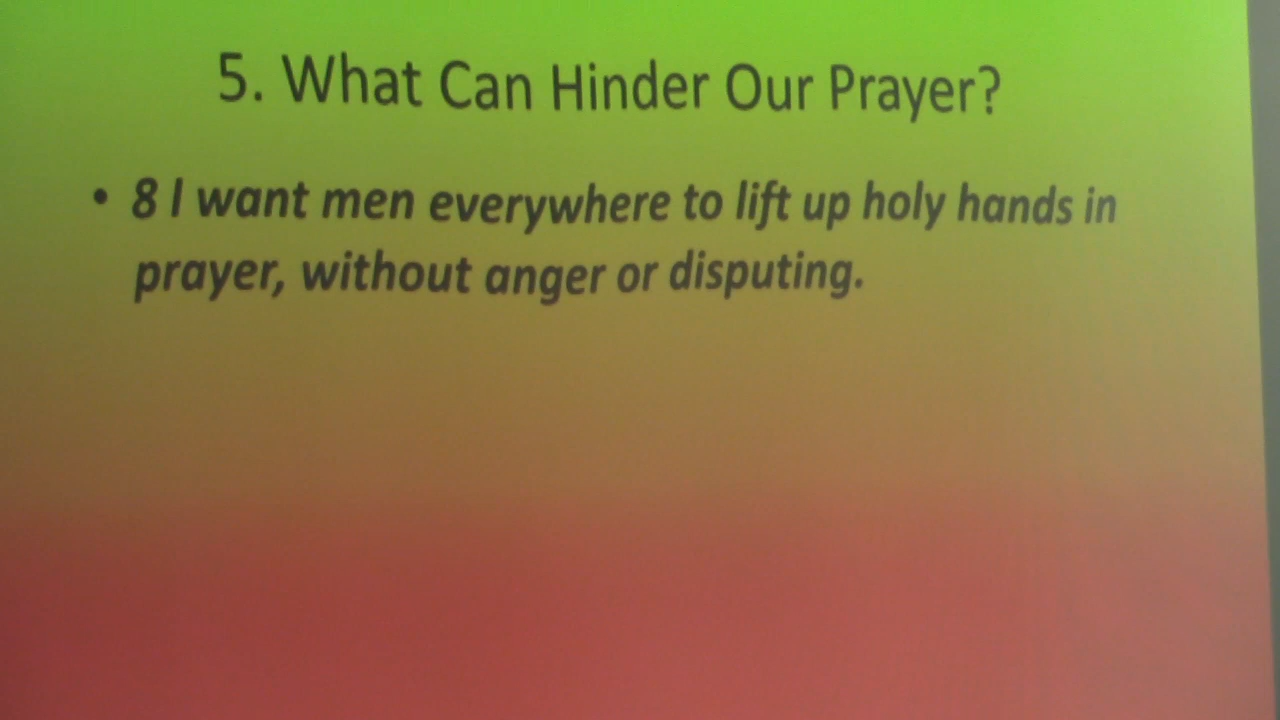 5. What Can Hinder Our Prayer?
• 8 I want men everywhere to lift up holy hands in
prayer, without anger or disputing.